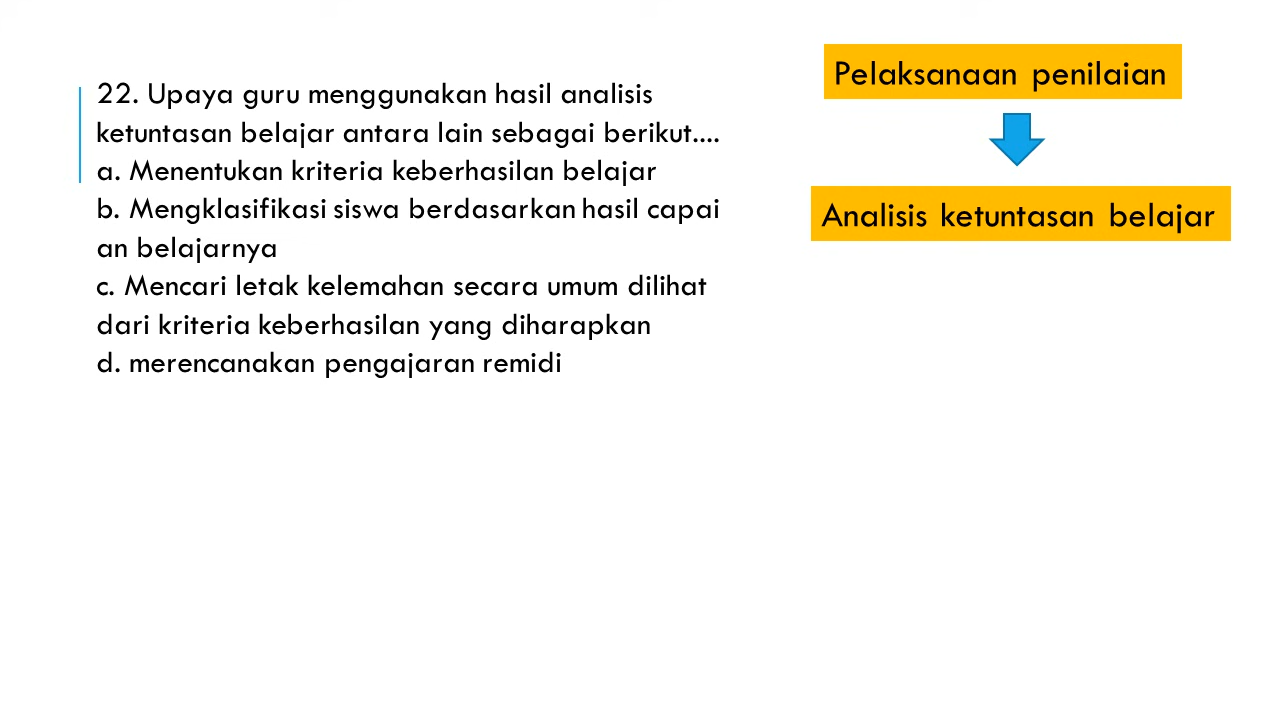 22. Upaya guru menggunakan hasil analisis
ketuntasan belajar antara lain sebagai berikut....
a. Menentukan kriteria keberhasilan belajar
b. Mengklasifikasi siswa berdasarkan hasil capai
an belajarnya
c. Mencari letak kelemahan secara umum dilihat
dari kriteria keberhasilan yang diharapkan
d. merencanakan pengajaran remidi
Pelaksanaan penilaian
Analisis ketuntasan belajar